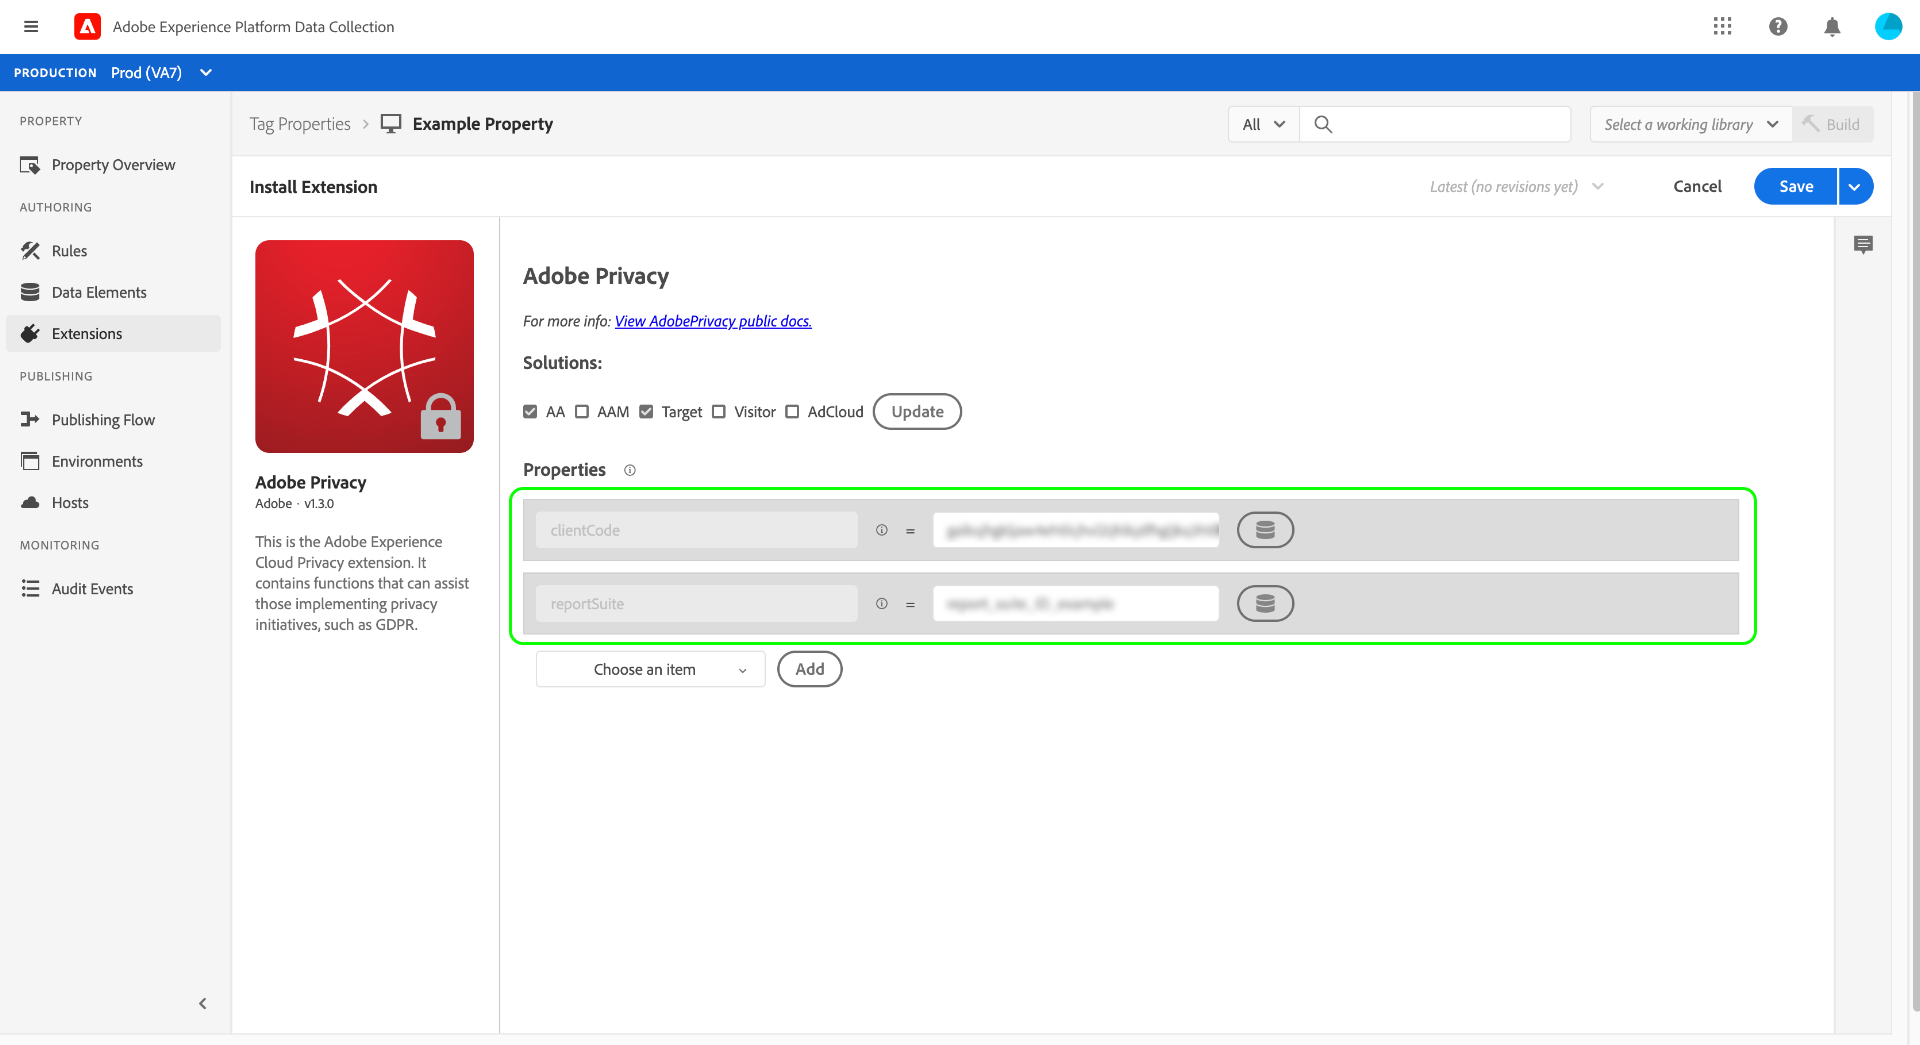 Adobe Experience Platform Data Collection
PRODUCTION Prod (VA7)
PROPERTY
Property Overview
AUTHORING
Rules
Data Elements
Extensions
PUBLISHING
Publishing Flow
Environments
Hosts
MONITORING
Audit Events
Tag Properties > Example Property
All
Select a working library
Build
Install Extension
Latest (no revisions yet)
Cancel
Save
Adobe Privacy
Adobe · v1.3.0
This is the Adobe Experience
Cloud Privacy extension. It
contains functions that can assist
those implementing privacy
initiatives, such as GDPR.
Adobe Privacy
For more info: View AdobePrivacy public docs.
Solutions:
AA AAM Target Visitor AdCloud Update
Properties
clientCode =
reportSuite =
Choose an item Add